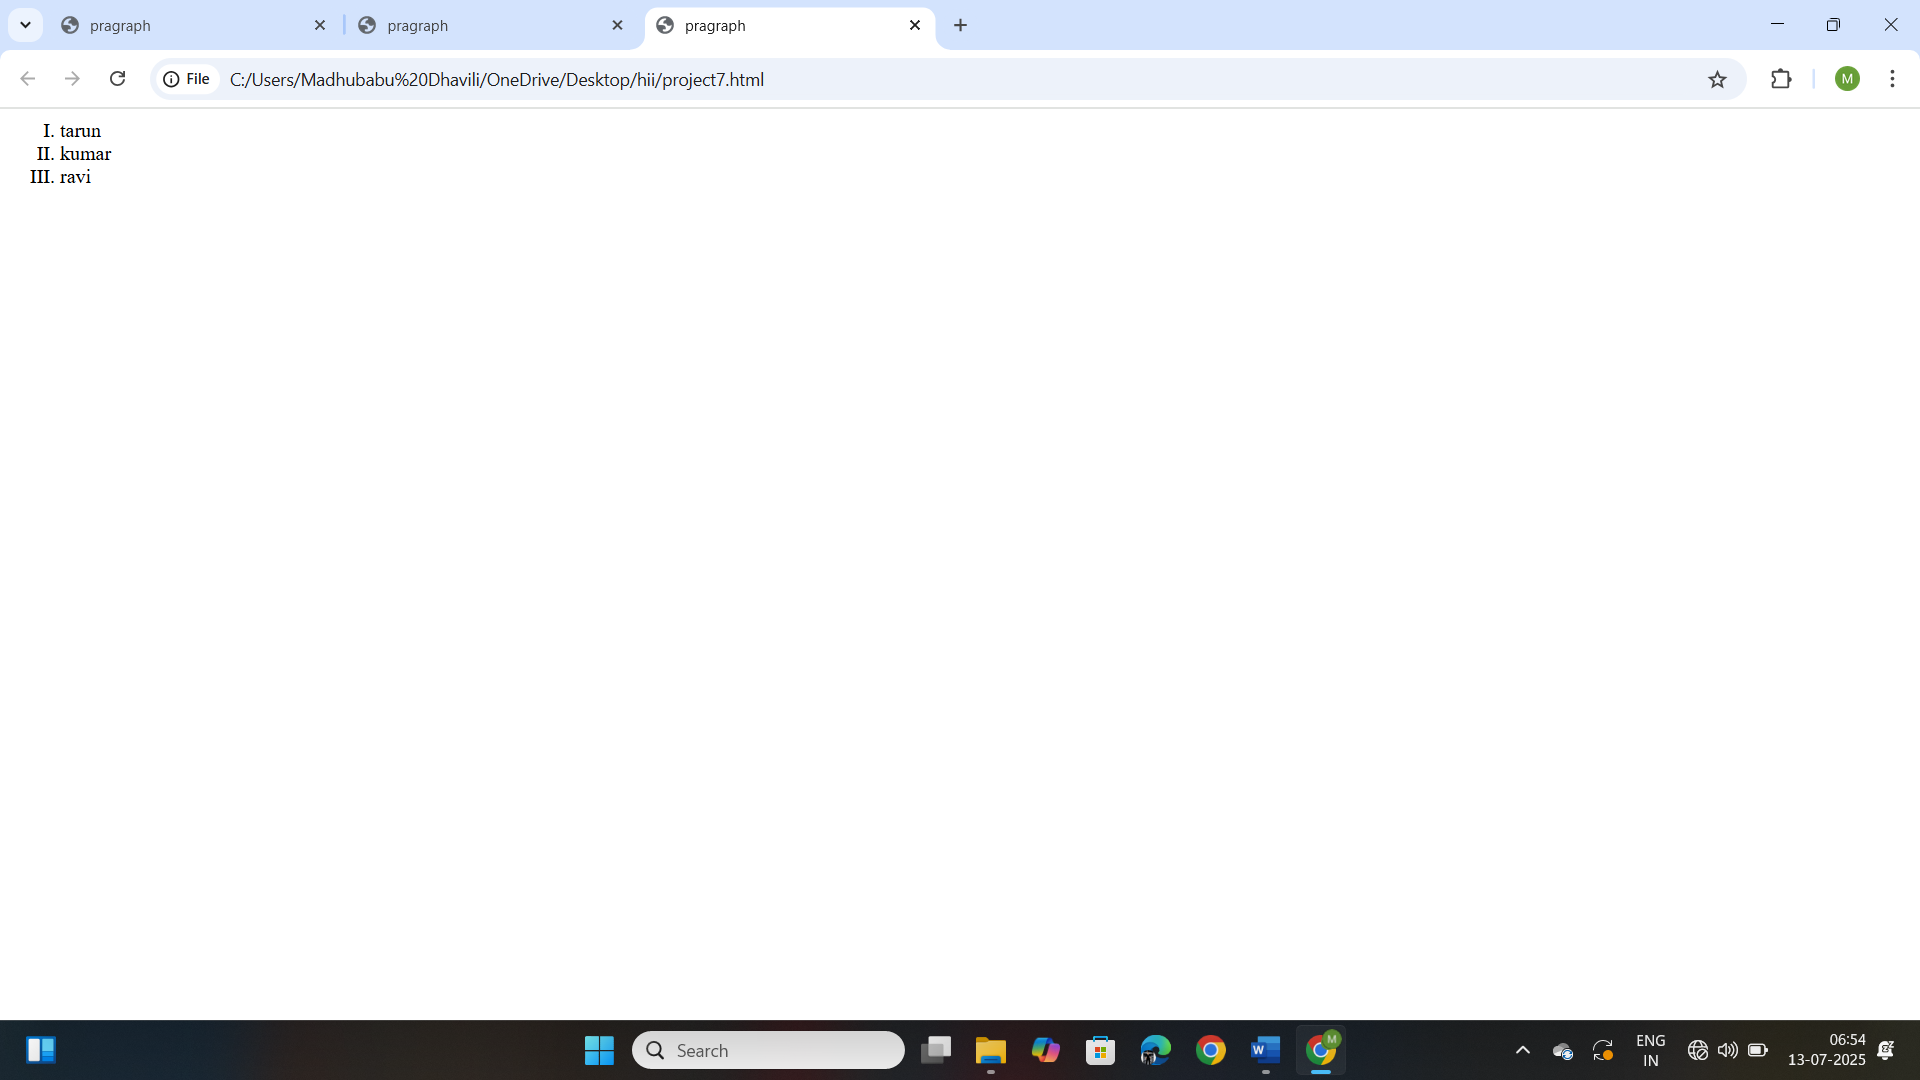 pragraph
pragraph
pragraph
File C:/Users/Madhubabu%20Dhavili/OneDrive/Desktop/hii/project7.html M
I. tarun
II. kumar
III. ravi
Search
W
M
ENG
IN
06:54
13-07-2025